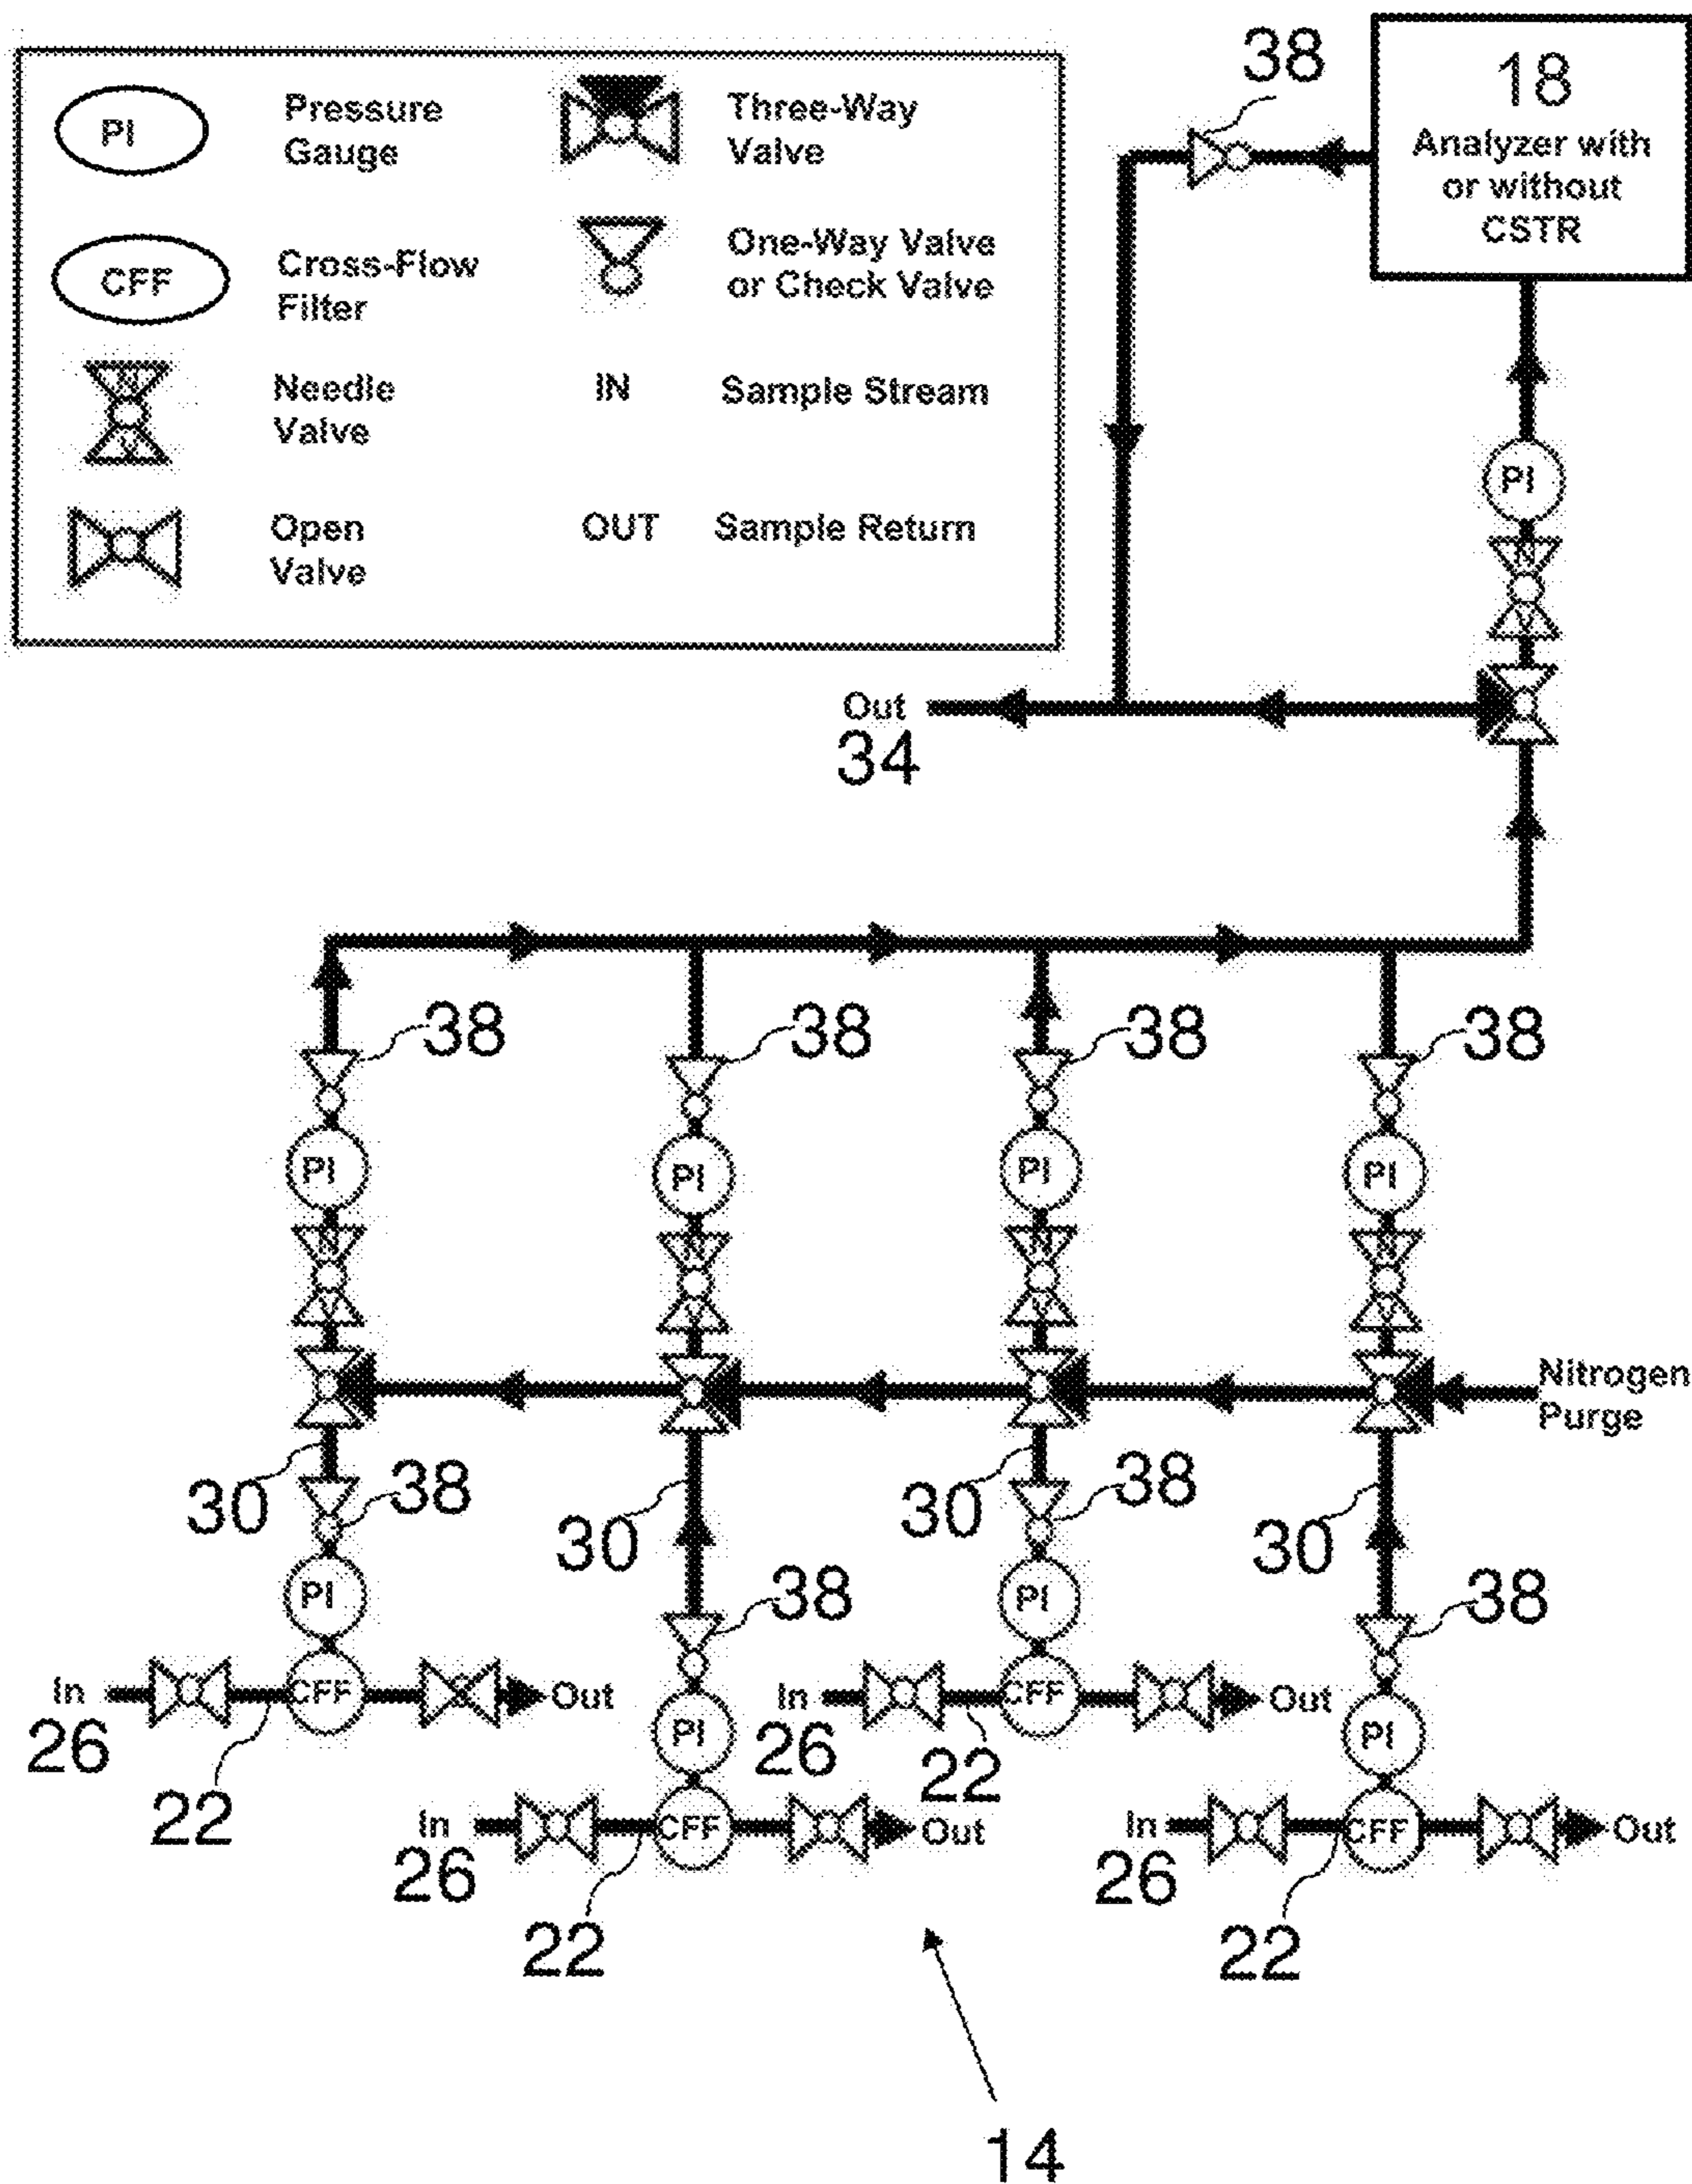 PI
Pressure
Gauge
Three-Way
Valve
CFF
Cross-Flow
Filter
One-Way Valve
or Check Valve
N
V
Needle
Valve
IN
Sample Stream
Open
Valve
OUT
Sample Return
38
18
Analyzer with
or without
CSTR
PI
N
V
Out
34
38
38
38
38
PI
PI
PI
PI
N
N
N
N
V
V
V
V
Nitrogen
Purge
30
38
30
30
38
30
PI
38
PI
38
In
CFF
Out
26
22
PI
In
CFF
Out
26
22
PI
In
CFF
Out
26
22
In
CFF
Out
26
22
14